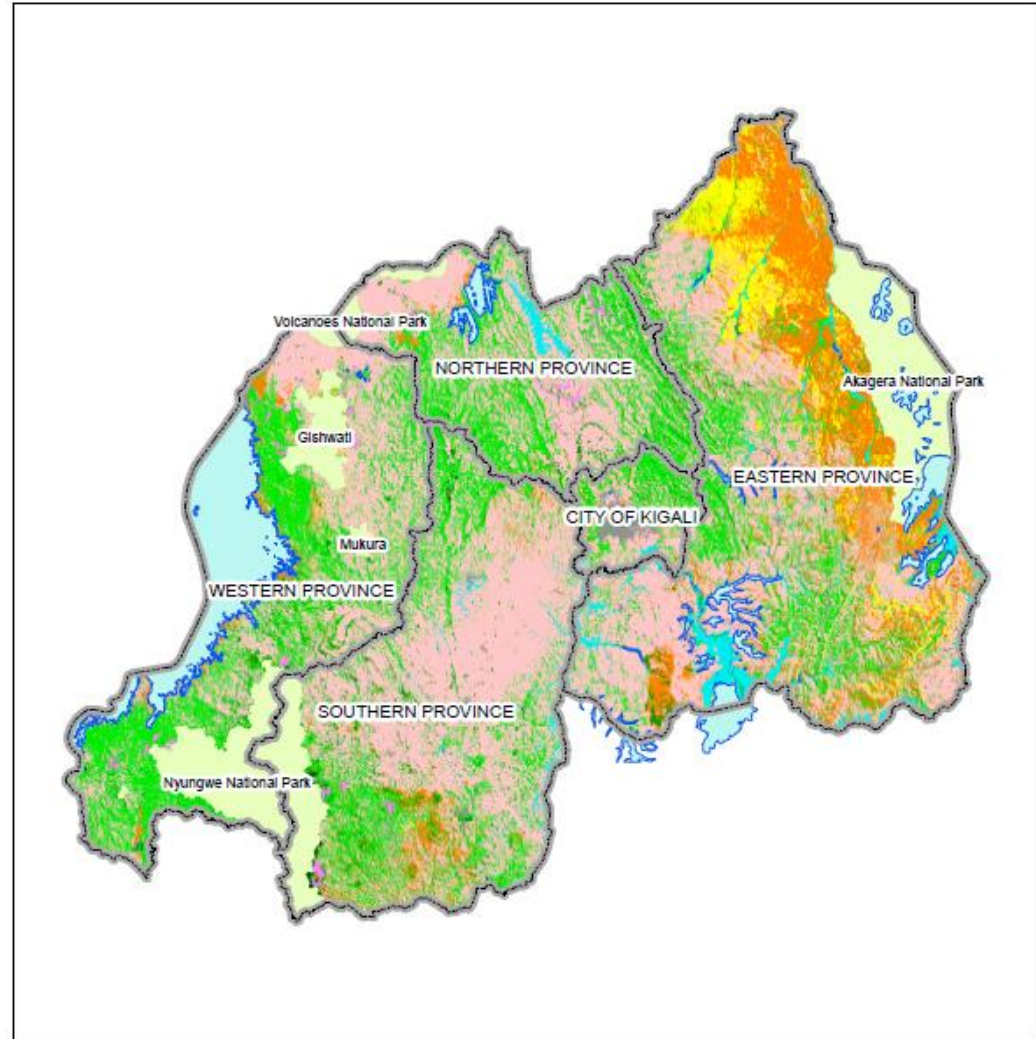 Volcanoes National Park
NORTHERN PROVINCE
Akagera National Park
Gishwati
EASTERN PROVINCE
CITY OF KIGALI
Mukura
WESTERN PROVINCE
SOUTHERN PROVINCE
Nyungwe National Park